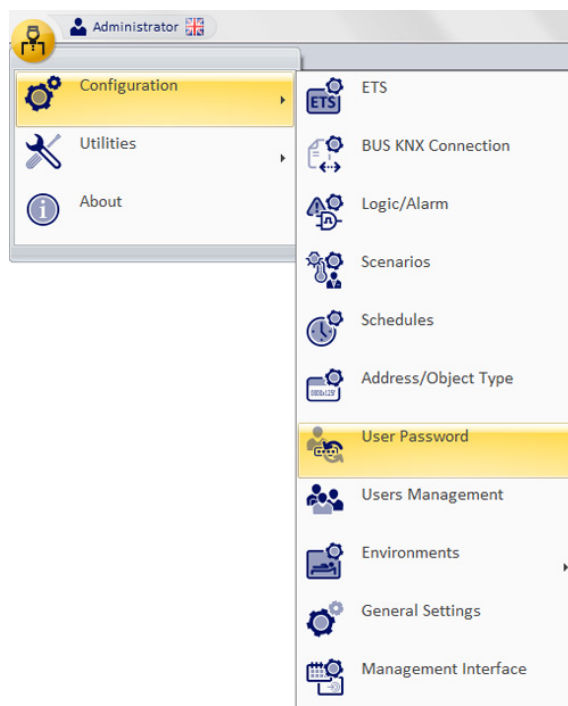 Administrator
Configuration
Utilities
About
ETS
ETS
BUS KNX Connection
Logic/Alarm
Scenarios
Schedules
Address/Object Type
User Password
Users Management
Environments
General Settings
Management Interface